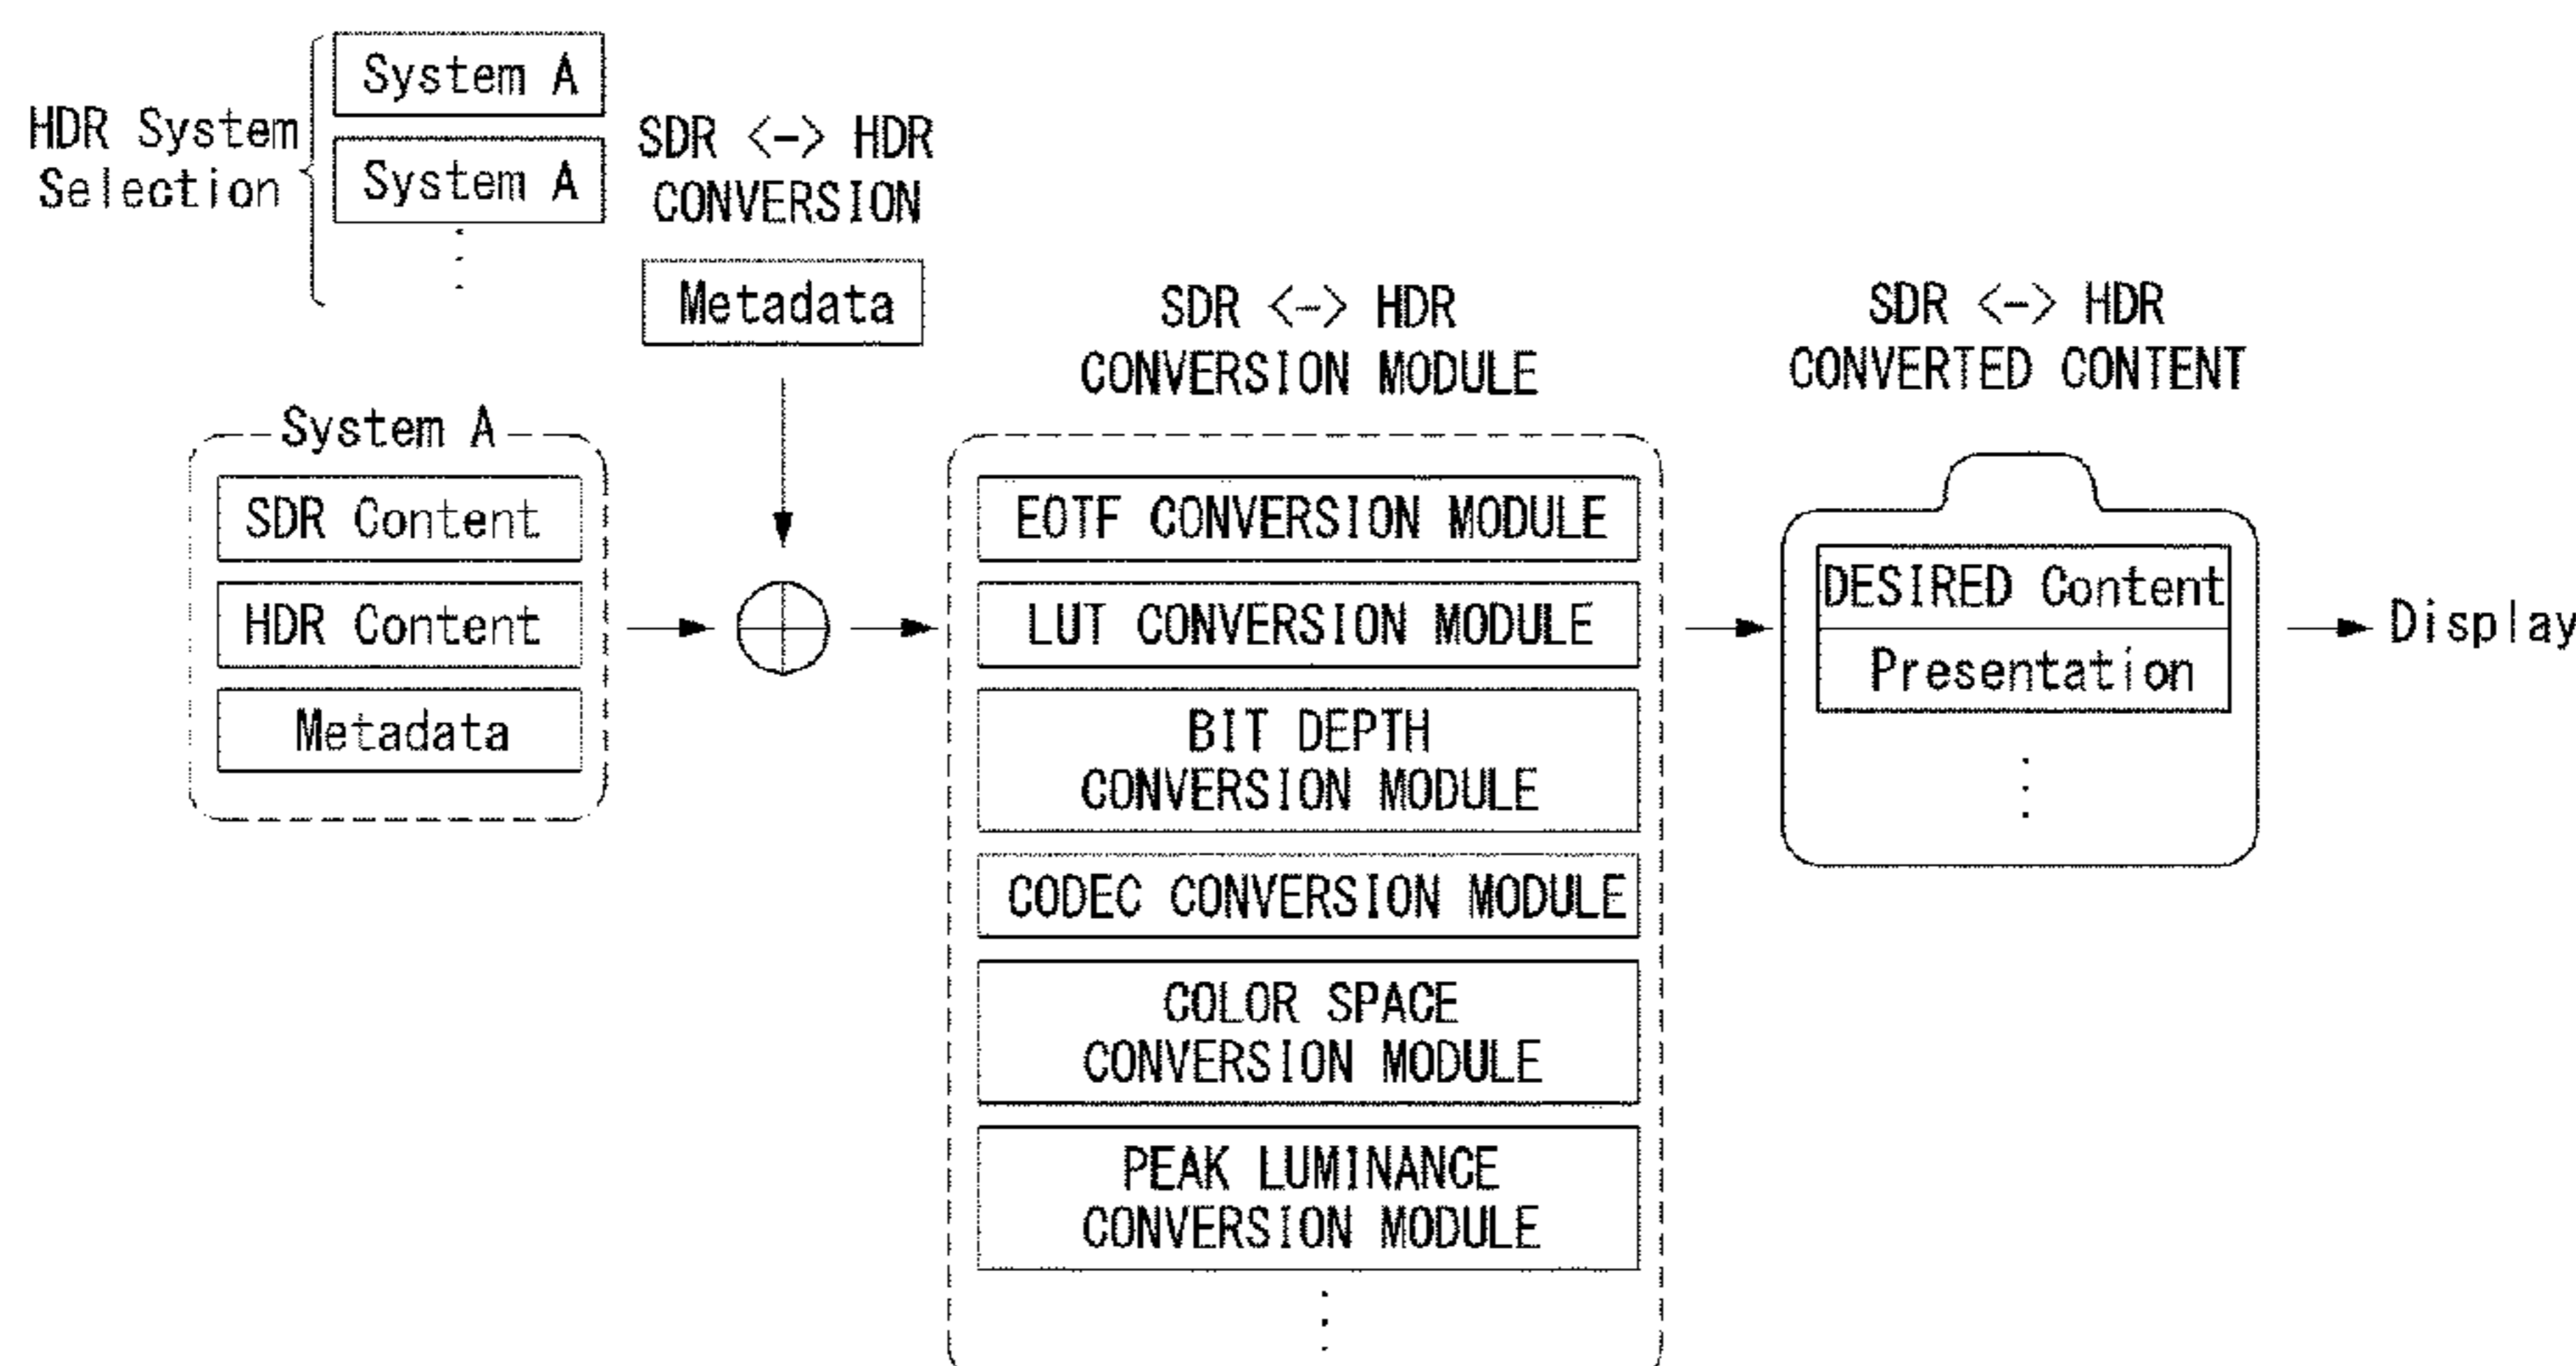 HDR System
Selection
System A
System A
SDR <-> HDR
CONVERSION
Metadata
System A
SDR Content
HDR Content
Metadata
SDR <-> HDR
CONVERSION MODULE
EOTF CONVERSION MODULE
LUT CONVERSION MODULE
BIT DEPTH
CONVERSION MODULE
CODEC CONVERSION MODULE
COLOR SPACE
CONVERSION MODULE
PEAK LUMINANCE
CONVERSION MODULE
SDR <-> HDR
CONVERTED CONTENT
DESIRED Content
Presentation
Display